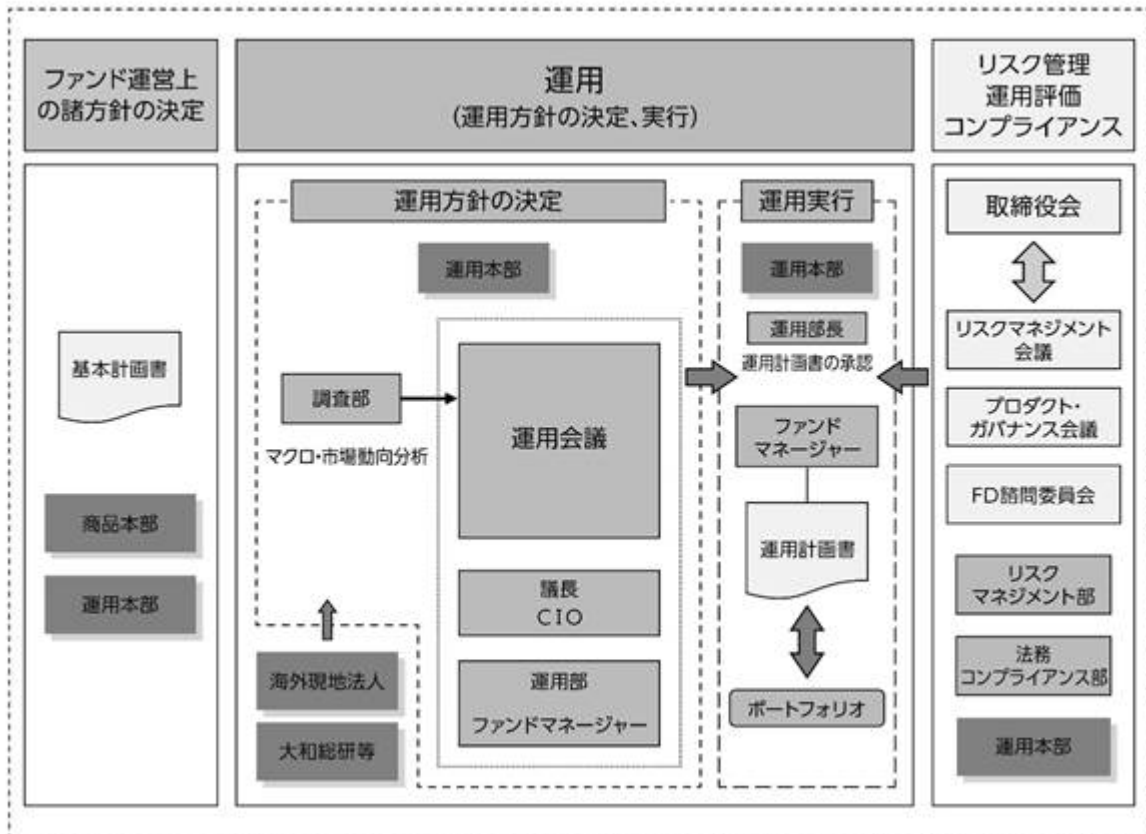 ファンド運営上
の諸方針の決定
運用
(運用方針の決定、実行)
リスク管理
運用評価
コンプライアンス
基本計画書
商品本部
運用本部
運用方針の決定
運用本部
調査部
マクロ・市場動向分析
運用会議
議長
CIO
運用部
ファンドマネージャー
海外現地法人
大和総研等
運用実行
運用本部
運用部長
運用計画書の承認
ファンド
マネージャー
運用計画書
ポートフォリオ
取締役会
リスクマネジメント
会議
プロダクト・
ガバナンス会議
FD諮問委員会
リスク
マネジメント部
法務
コンプライアンス部
運用本部